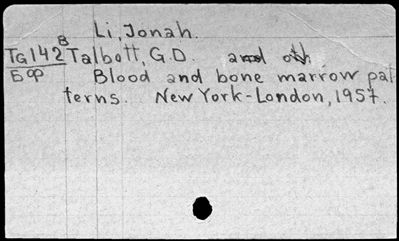 Li, Jonah.
TG142 B Talbott, G.D. and oth
БФ Blood and bone marrow pat
terns. New York-London, 1957.